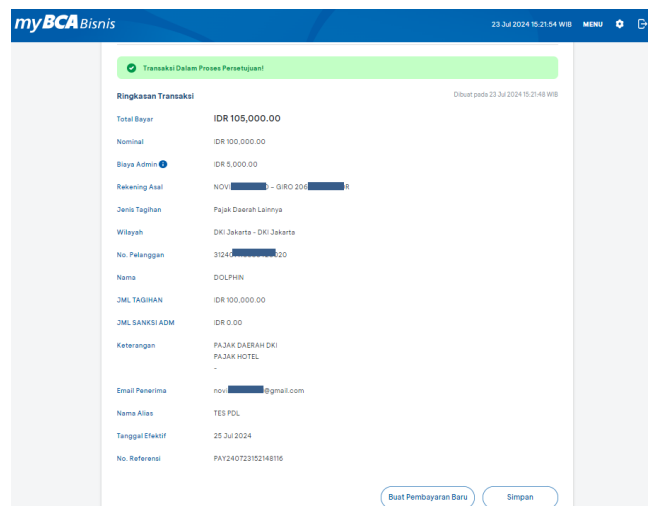 my BCA Bisnis
23 Jul 2024 15:21:54 WIB MENU
Transaksi Dalam Proses Persetujuan!
Ringkasan Transaksi Dibuat pada 23 Jul 2024 15:21:48 WIB
Total Bayar IDR 105,000.00
Nominal IDR 100,000.00
Biaya Admin IDR 5,000.00
Rekening Asal NOVI - GIRO 206
Jenis Tagihan Pajak Daerah Lainnya
Wilayah DKI Jakarta - DKI Jakarta
No. Pelanggan 3124 020
Nama DOLPHIN
JML TAGIHAN IDR 100,000.00
JML SANKSI ADM IDR 0.00
Keterangan PAJAK DAERAH DKI
PAJAK HOTEL
-
Email Penerima novi @gmail.com
Nama Alias TES PDL
Tanggal Efektif 25 Jul 2024
No. Referensi PAY240723152148116
Buat Pembayaran Baru Simpan